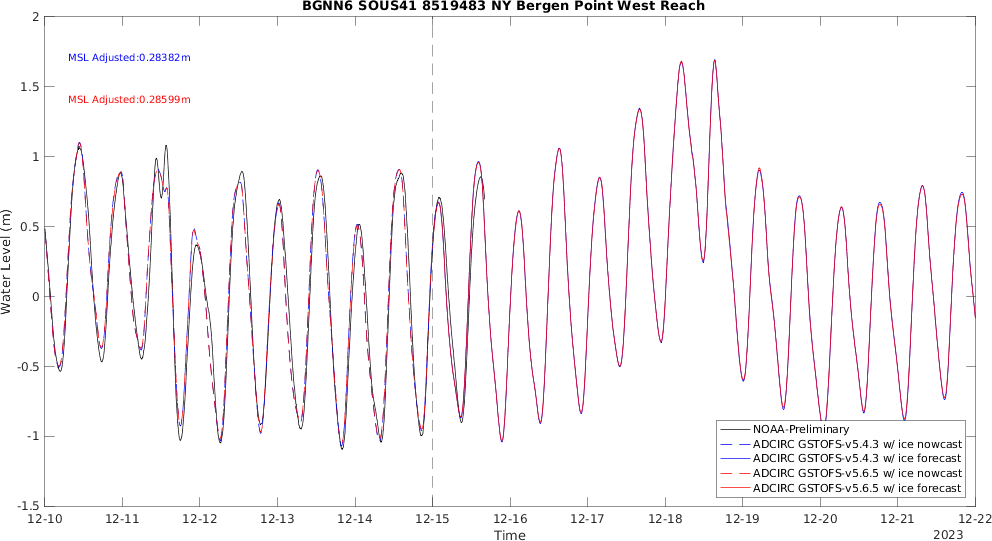 BGNN6 SOUS41 8519483 NY Bergen Point West Reach
MSL Adjusted:0.28382m
MSL Adjusted:0.28599m
Water Level (m)
2
1.5
1
0.5
0
-0.5
-1
-1.5
NOAA-Preliminary
ADCIRC GSTOFS-v5.4.3 w/ ice nowcast
ADCIRC GSTOFS-v5.4.3 w/ ice forecast
ADCIRC GSTOFS-v5.6.5 w/ ice nowcast
ADCIRC GSTOFS-v5.6.5 w/ ice forecast
12-10 12-11 12-12 12-13 12-14 12-15 12-16 12-17 12-18 12-19 12-20 12-21 12-22
Time
2023